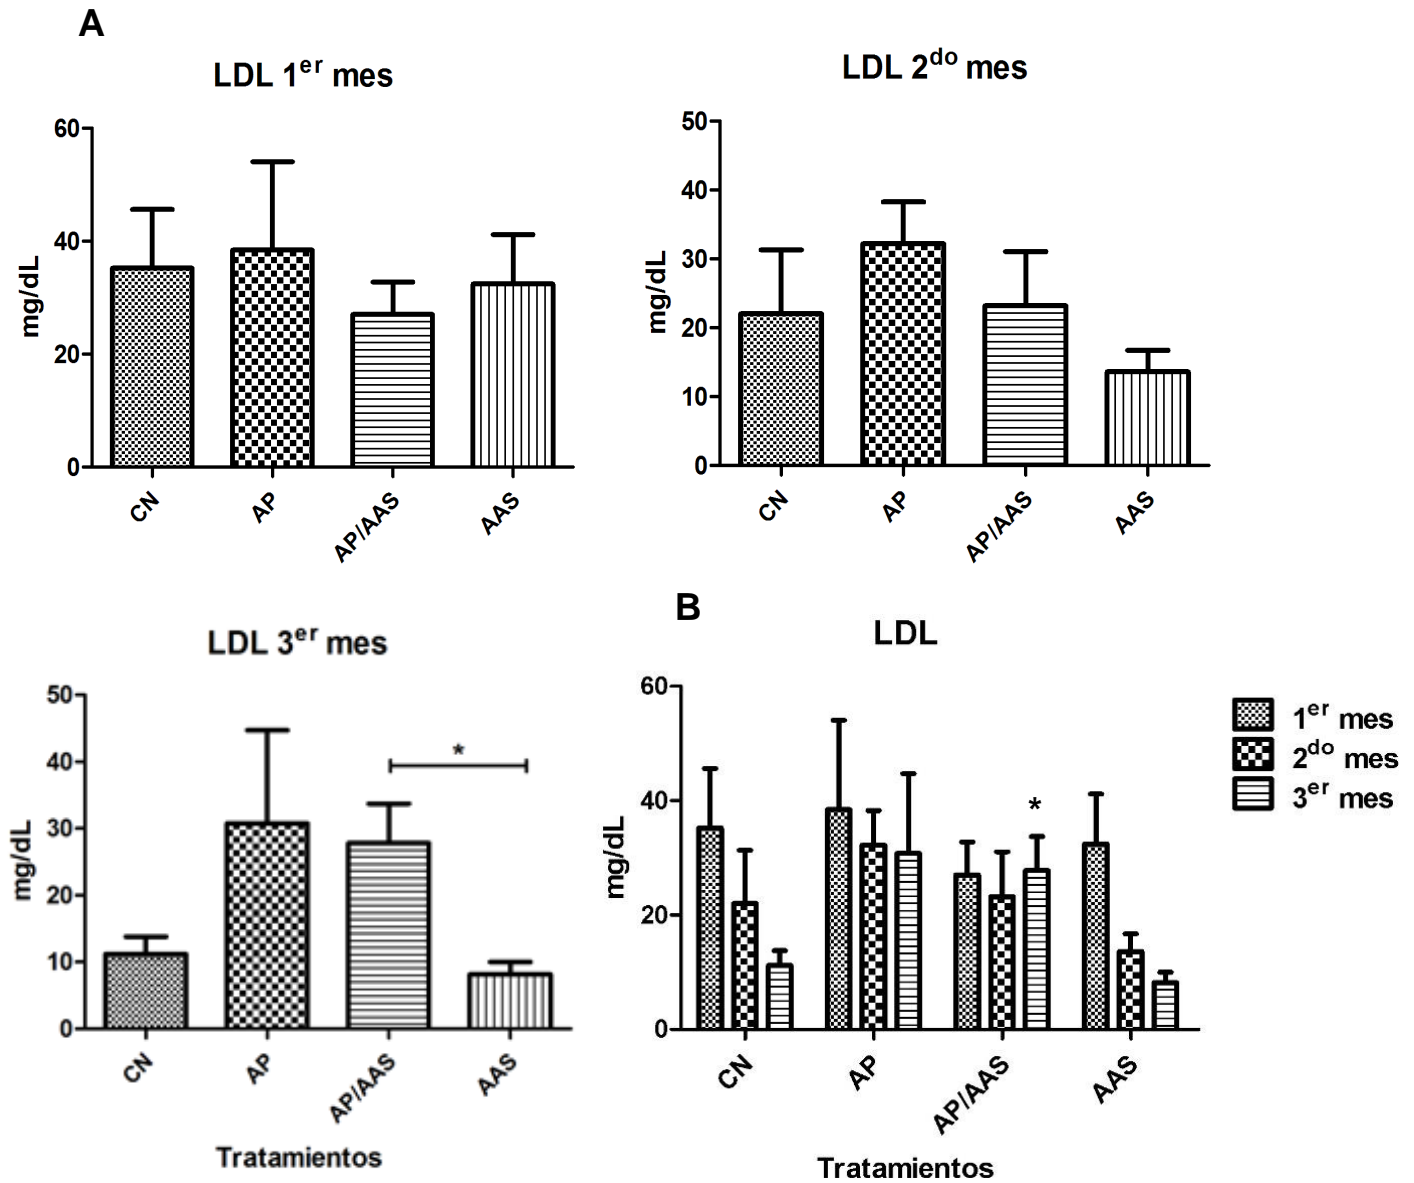 A
LDL 1er mes
60
40
20
0
mg/dL
CN
AP
AP/AAS
AAS
LDL 2do mes
50
40
30
20
10
0
mg/dL
CN
AP
AP/AAS
AAS
LDL 3er mes
50
40
30
20
10
0
mg/dL
*
CN
AP
AP/AAS
AAS
Tratamientos
B
LDL
60
40
20
0
mg/dL
*
CN
AP
AP/AAS
AAS
Tratamientos
1er mes
2do mes
3er mes